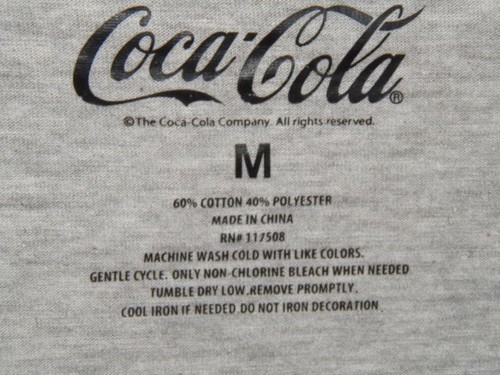 Coca-Cola®
©The Coca-Cola Company. All rights reserved.
M
60% COTTON 40% POLYESTER
MADE IN CHINA
RN# 117508
MACHINE WASH COLD WITH LIKE COLORS.
GENTLE CYCLE. ONLY NON-CHLORINE BLEACH WHEN NEEDED
TUMBLE DRY LOW.REMOVE PROMPTLY.
COOL IRON IF NEEDED. DO NOT IRON DECORATION